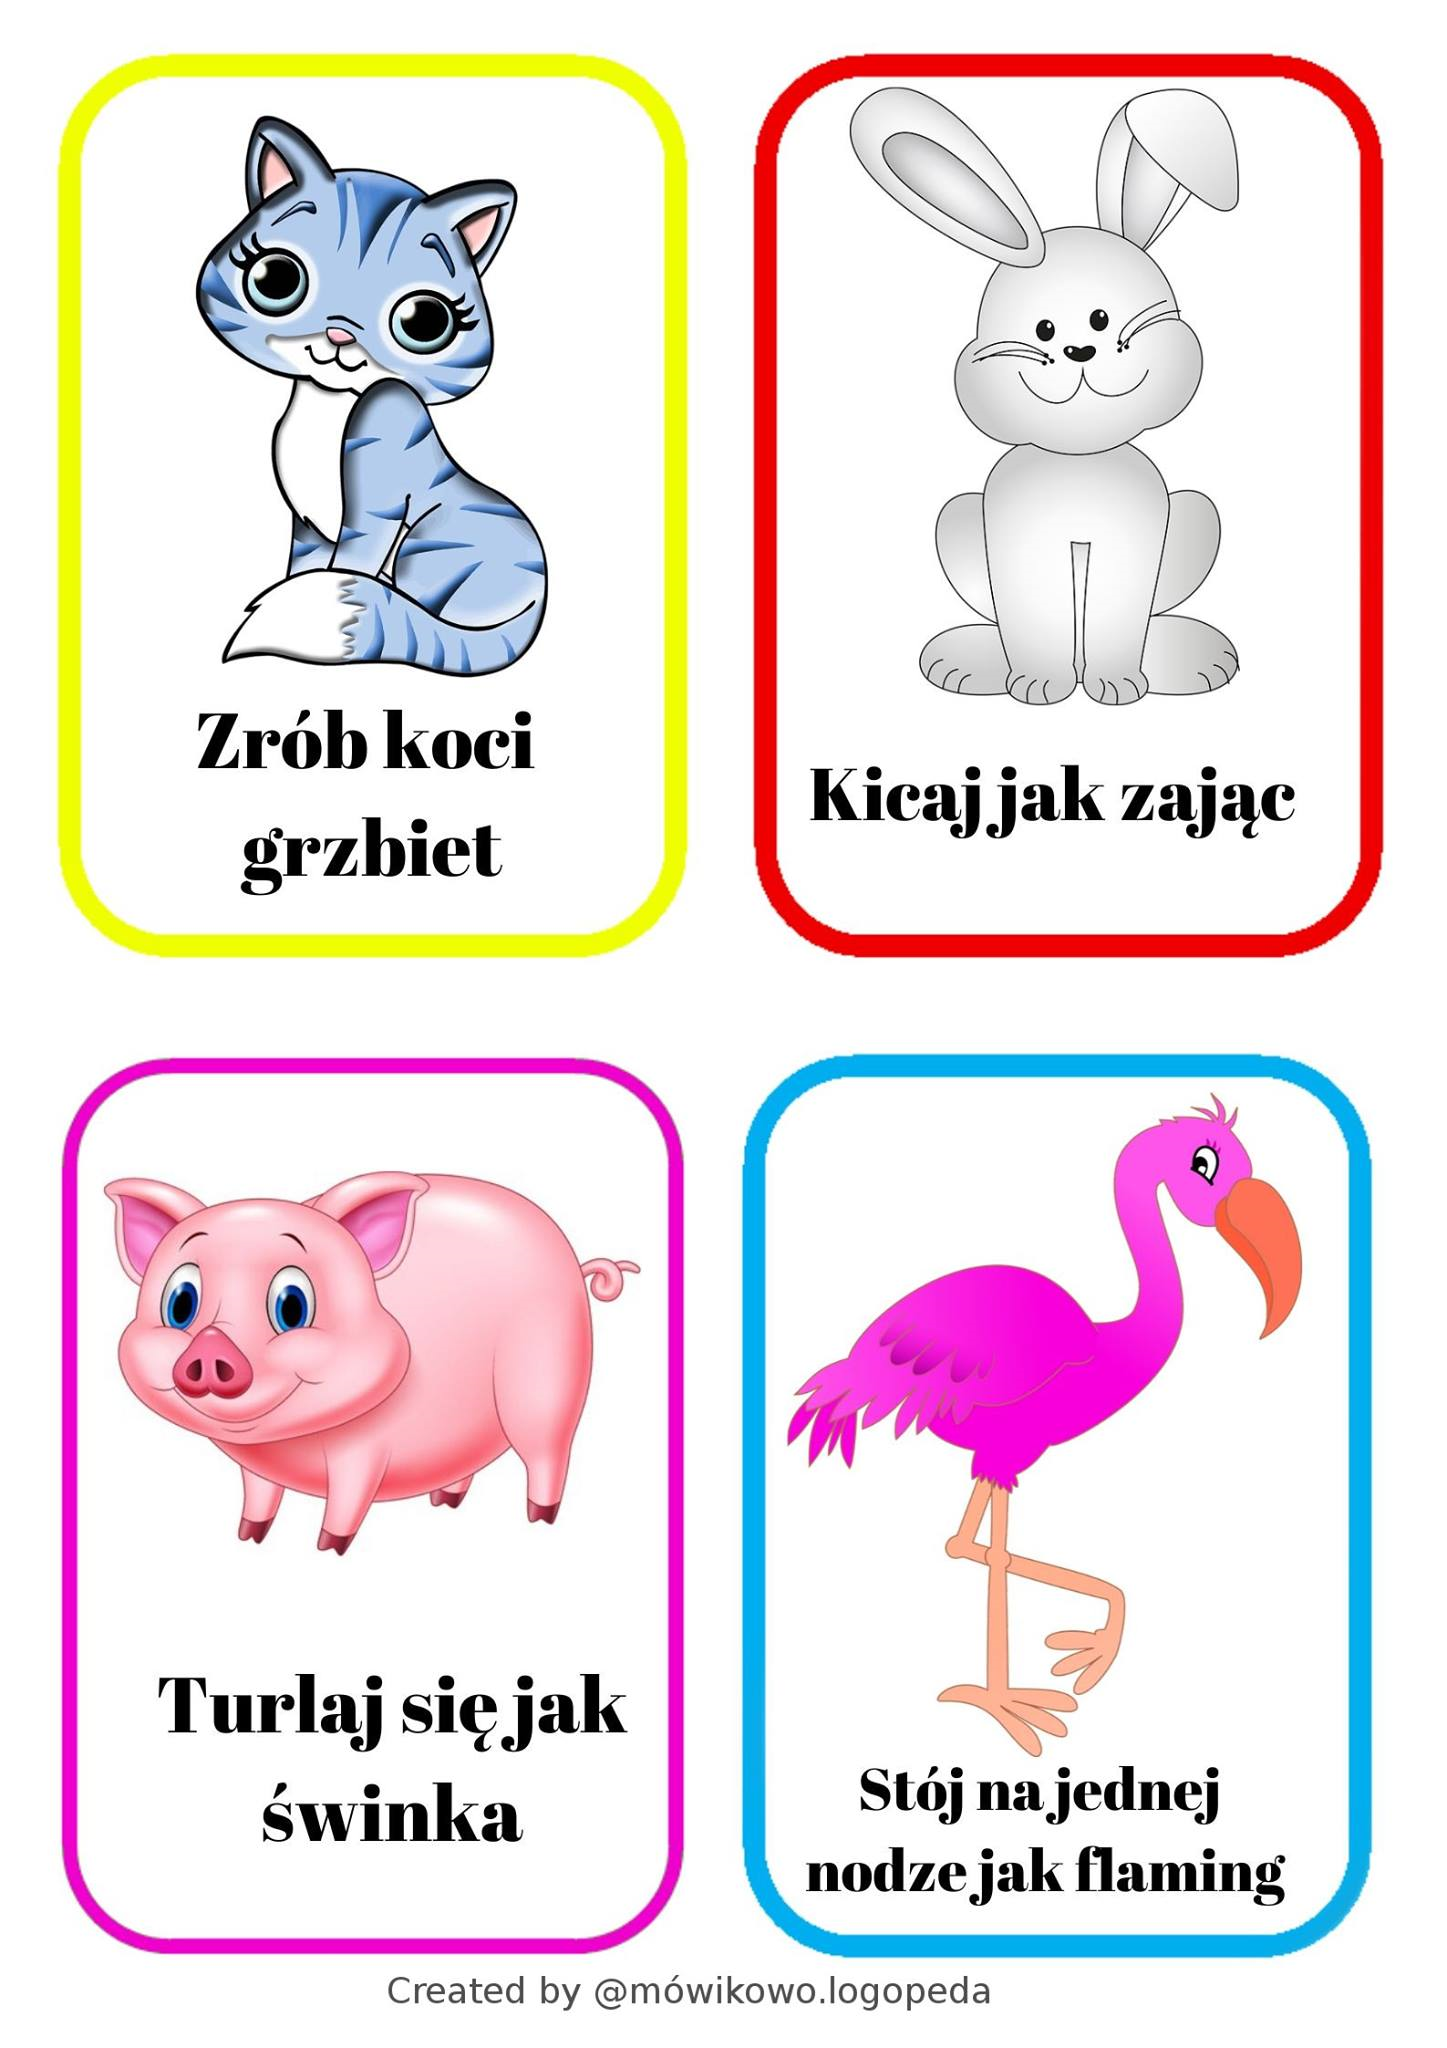 Zrób koci
grzbiet
Kicaj jak zając
Turlaj się jak
świnka
Stój na jednej
nodze jak flaming
Created by @mówikowo.logopeda